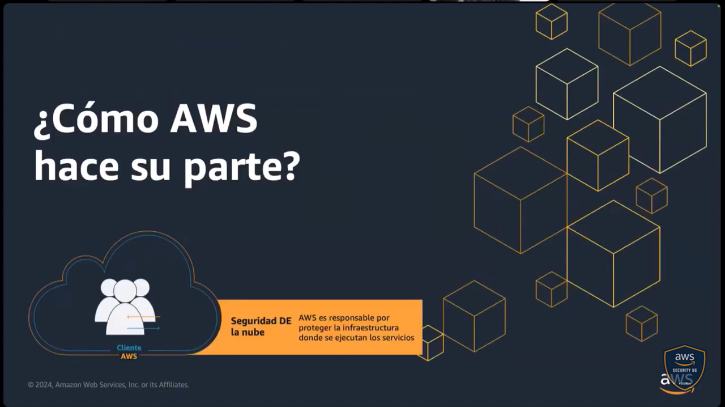 ¿Cómo AWS
hace su parte?
Seguridad DE
la nube
AWS es responsable por
proteger la infraestructura
donde se ejecutan los servicios
Cliente
AWS
© 2024, Amazon Web Services, Inc. or its Affiliates.
aws
SECURITY UG
aws